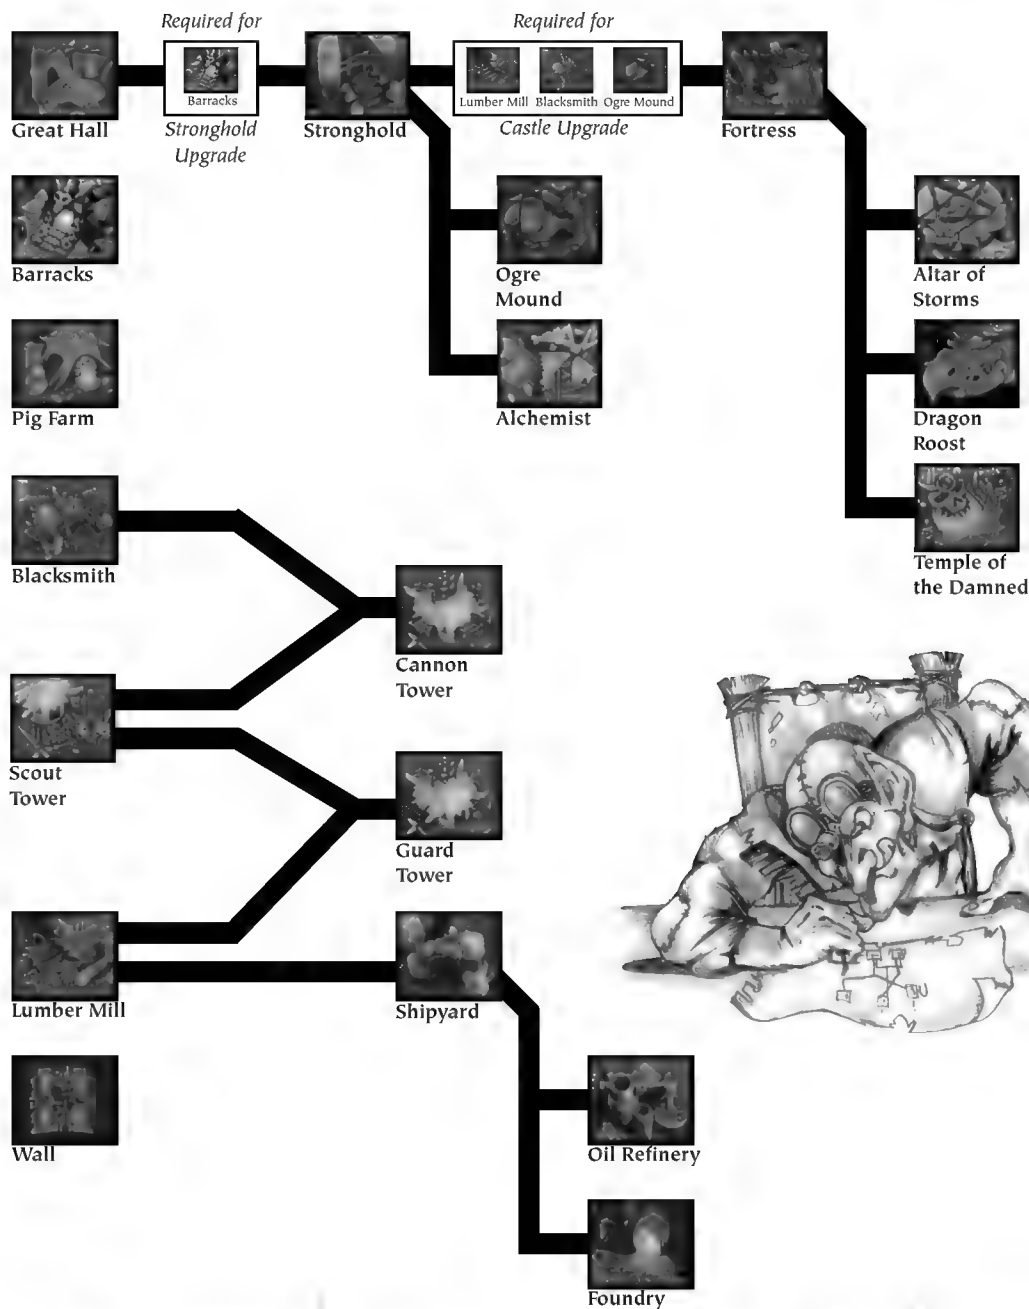 Required for
Required for
Barracks
Lumber Mill Blacksmith Ogre Mound
Great Hall
Stronghold
Upgrade
Stronghold
Castle Upgrade
Fortress
Barracks
Ogre
Mound
Altar of
Storms
Pig Farm
Alchemist
Dragon
Roost
Blacksmith
Temple of
the Damned
Cannon
Tower
Scout
Tower
Guard
Tower
Lumber Mill
Shipyard
Wall
Oil Refinery
Foundry